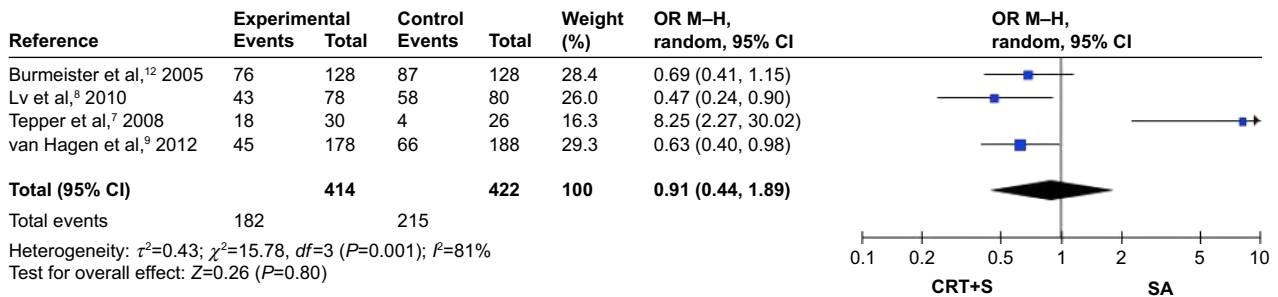 Experimental Control Weight OR M–H, OR M–H,
Reference Events Total Events Total (%) random, 95% CI random, 95% CI
Burmeister et al,¹² 2005 76 128 87 128 28.4 0.69 (0.41, 1.15)
Lv et al,⁸ 2010 43 78 58 80 26.0 0.47 (0.24, 0.90)
Tepper et al,⁷ 2008 18 30 4 26 16.3 8.25 (2.27, 30.02)
van Hagen et al,⁹ 2012 45 178 66 188 29.3 0.63 (0.40, 0.98)
Total (95% CI) 414 422 100 0.91 (0.44, 1.89)
Total events 182 215
Heterogeneity: τ²=0.43; χ²=15.78, df=3 (P=0.001); I²=81%
Test for overall effect: Z=0.26 (P=0.80)
0.1 0.2 0.5 1 2 5 10
CRT+S SA